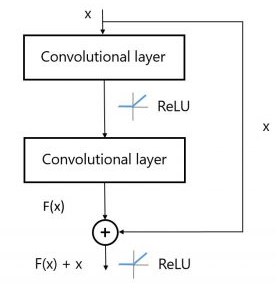 x
Convolutional layer
ReLU
x
Convolutional layer
F(x)
+
F(x) + x
ReLU